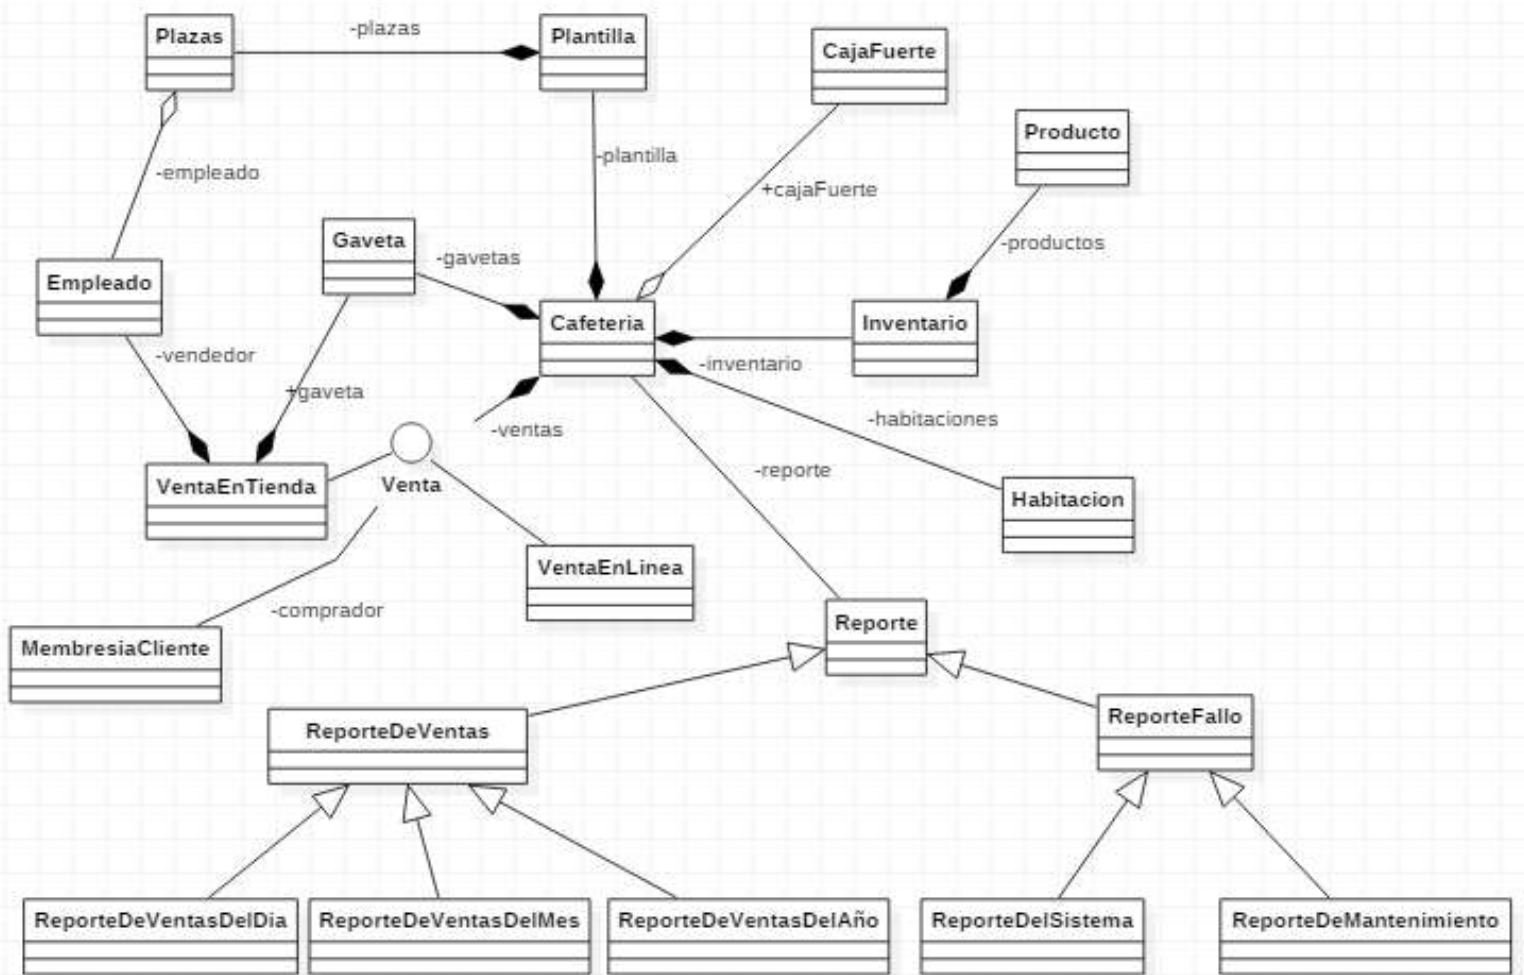 -plazas
Plazas
Plantilla
CajaFuerte
Producto
-plantilla
-empleado
+cajaFuerte
Gaveta
-productos
-gavetas
Empleado
Cafeteria
Inventario
-vendedor
-inventario
+gaveta
-habitaciones
-ventas
-reporte
VentaEnTienda
Venta
Habitacion
VentaEnLinea
-comprador
Reporte
MembresiaCliente
ReporteDeVentas
ReporteFallo
ReporteDeVentasDelDia
ReporteDeVentasDelMes
ReporteDeVentasDelAño
ReporteDelSistema
ReporteDeMantenimiento